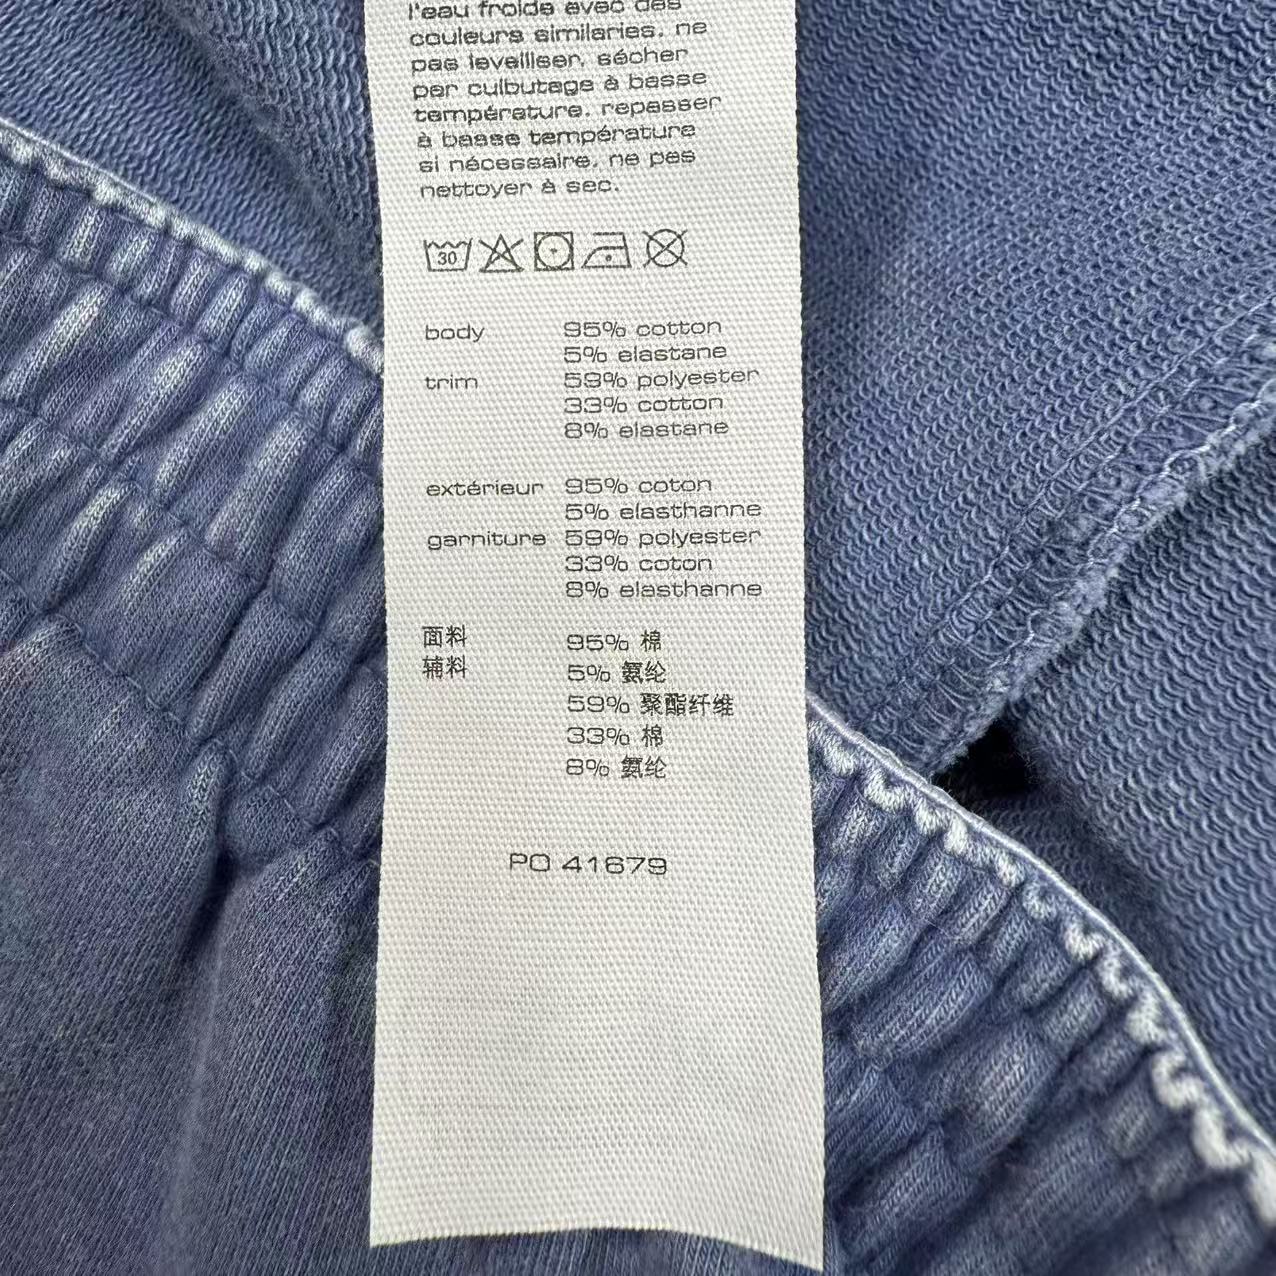 l'eau froide avec des
couleurs similaries, ne
pas levelliser, sécher
par culbutage à basse
température, repasser
à basse température
si nécessaire, ne pas
nettoyer à sec.
30
body 95% cotton
5% elastane
trim 59% polyester
33% cotton
8% elastane
extérieur 95% coton
5% elasthanne
garniture 59% polyester
33% coton
8% elasthanne
面料 95% 棉
辅料 5% 氨纶
59% 聚酯纤维
33% 棉
8% 氨纶
PO 41679